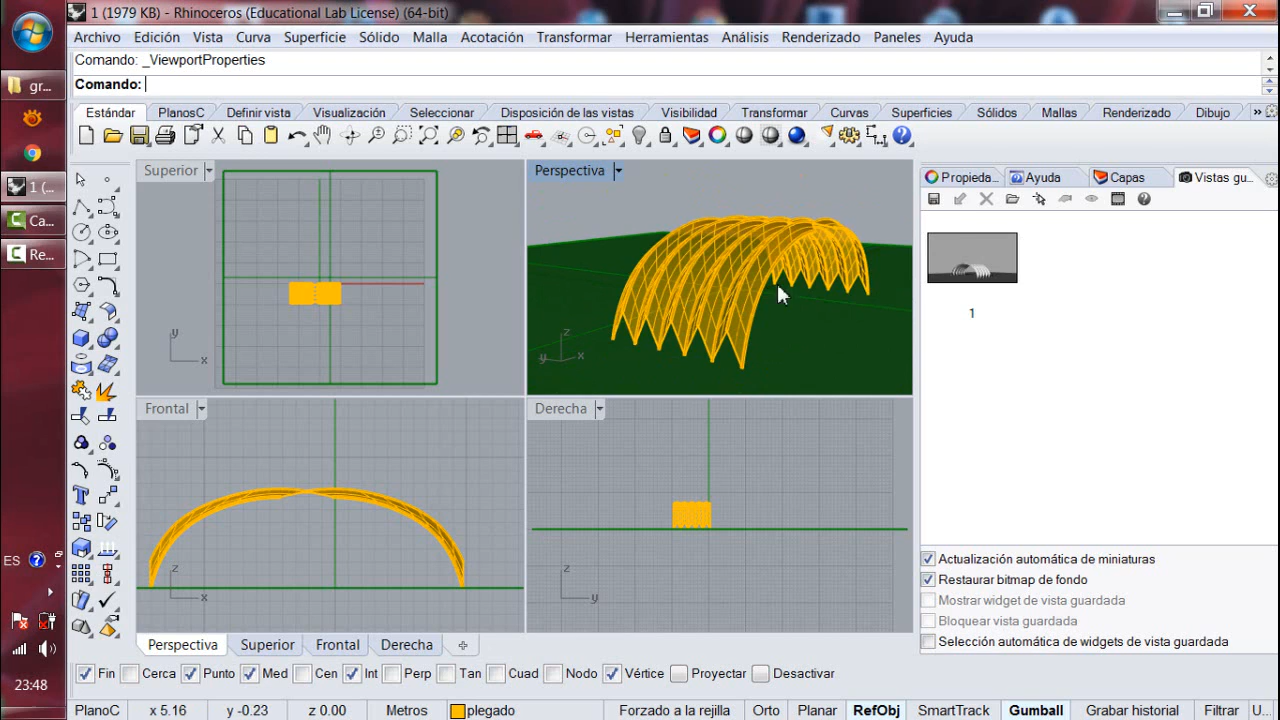 1 (1979 KB) - Rhinoceros (Educational Lab License) (64-bit)
Archivo Edición Vista Curva Superficie Sólido Malla Acotación Transformar Herramientas Análisis Renderizado Paneles Ayuda
Comando: _ViewportProperties
Comando:
gr...
Estándar PlanosC Definir vista Visualización Seleccionar Disposición de las vistas Visibilidad Transformar Curvas Superficies Sólidos Mallas Renderizado Dibujo »
Superior
Perspectiva
Propieda... Ayuda Capas Vistas gu...
1 (
Ca...
Re...
y
x
z
y x
1
Frontal
Derecha
z
x
z
y
ES
Actualización automática de miniaturas
Restaurar bitmap de fondo
Mostrar widget de vista guardada
Bloquear vista guardada
Selección automática de widgets de vista guardada
Perspectiva Superior Frontal Derecha
Fin Cerca Punto Med Cen Int Perp Tan Cuad Nodo Vértice Proyectar Desactivar
23:48
PlanoC x 5.16 y -0.23 z 0.00 Metros plegado Forzado a la rejilla Orto Planar RefObj SmartTrack Gumball Grabar historial Filtrar U...